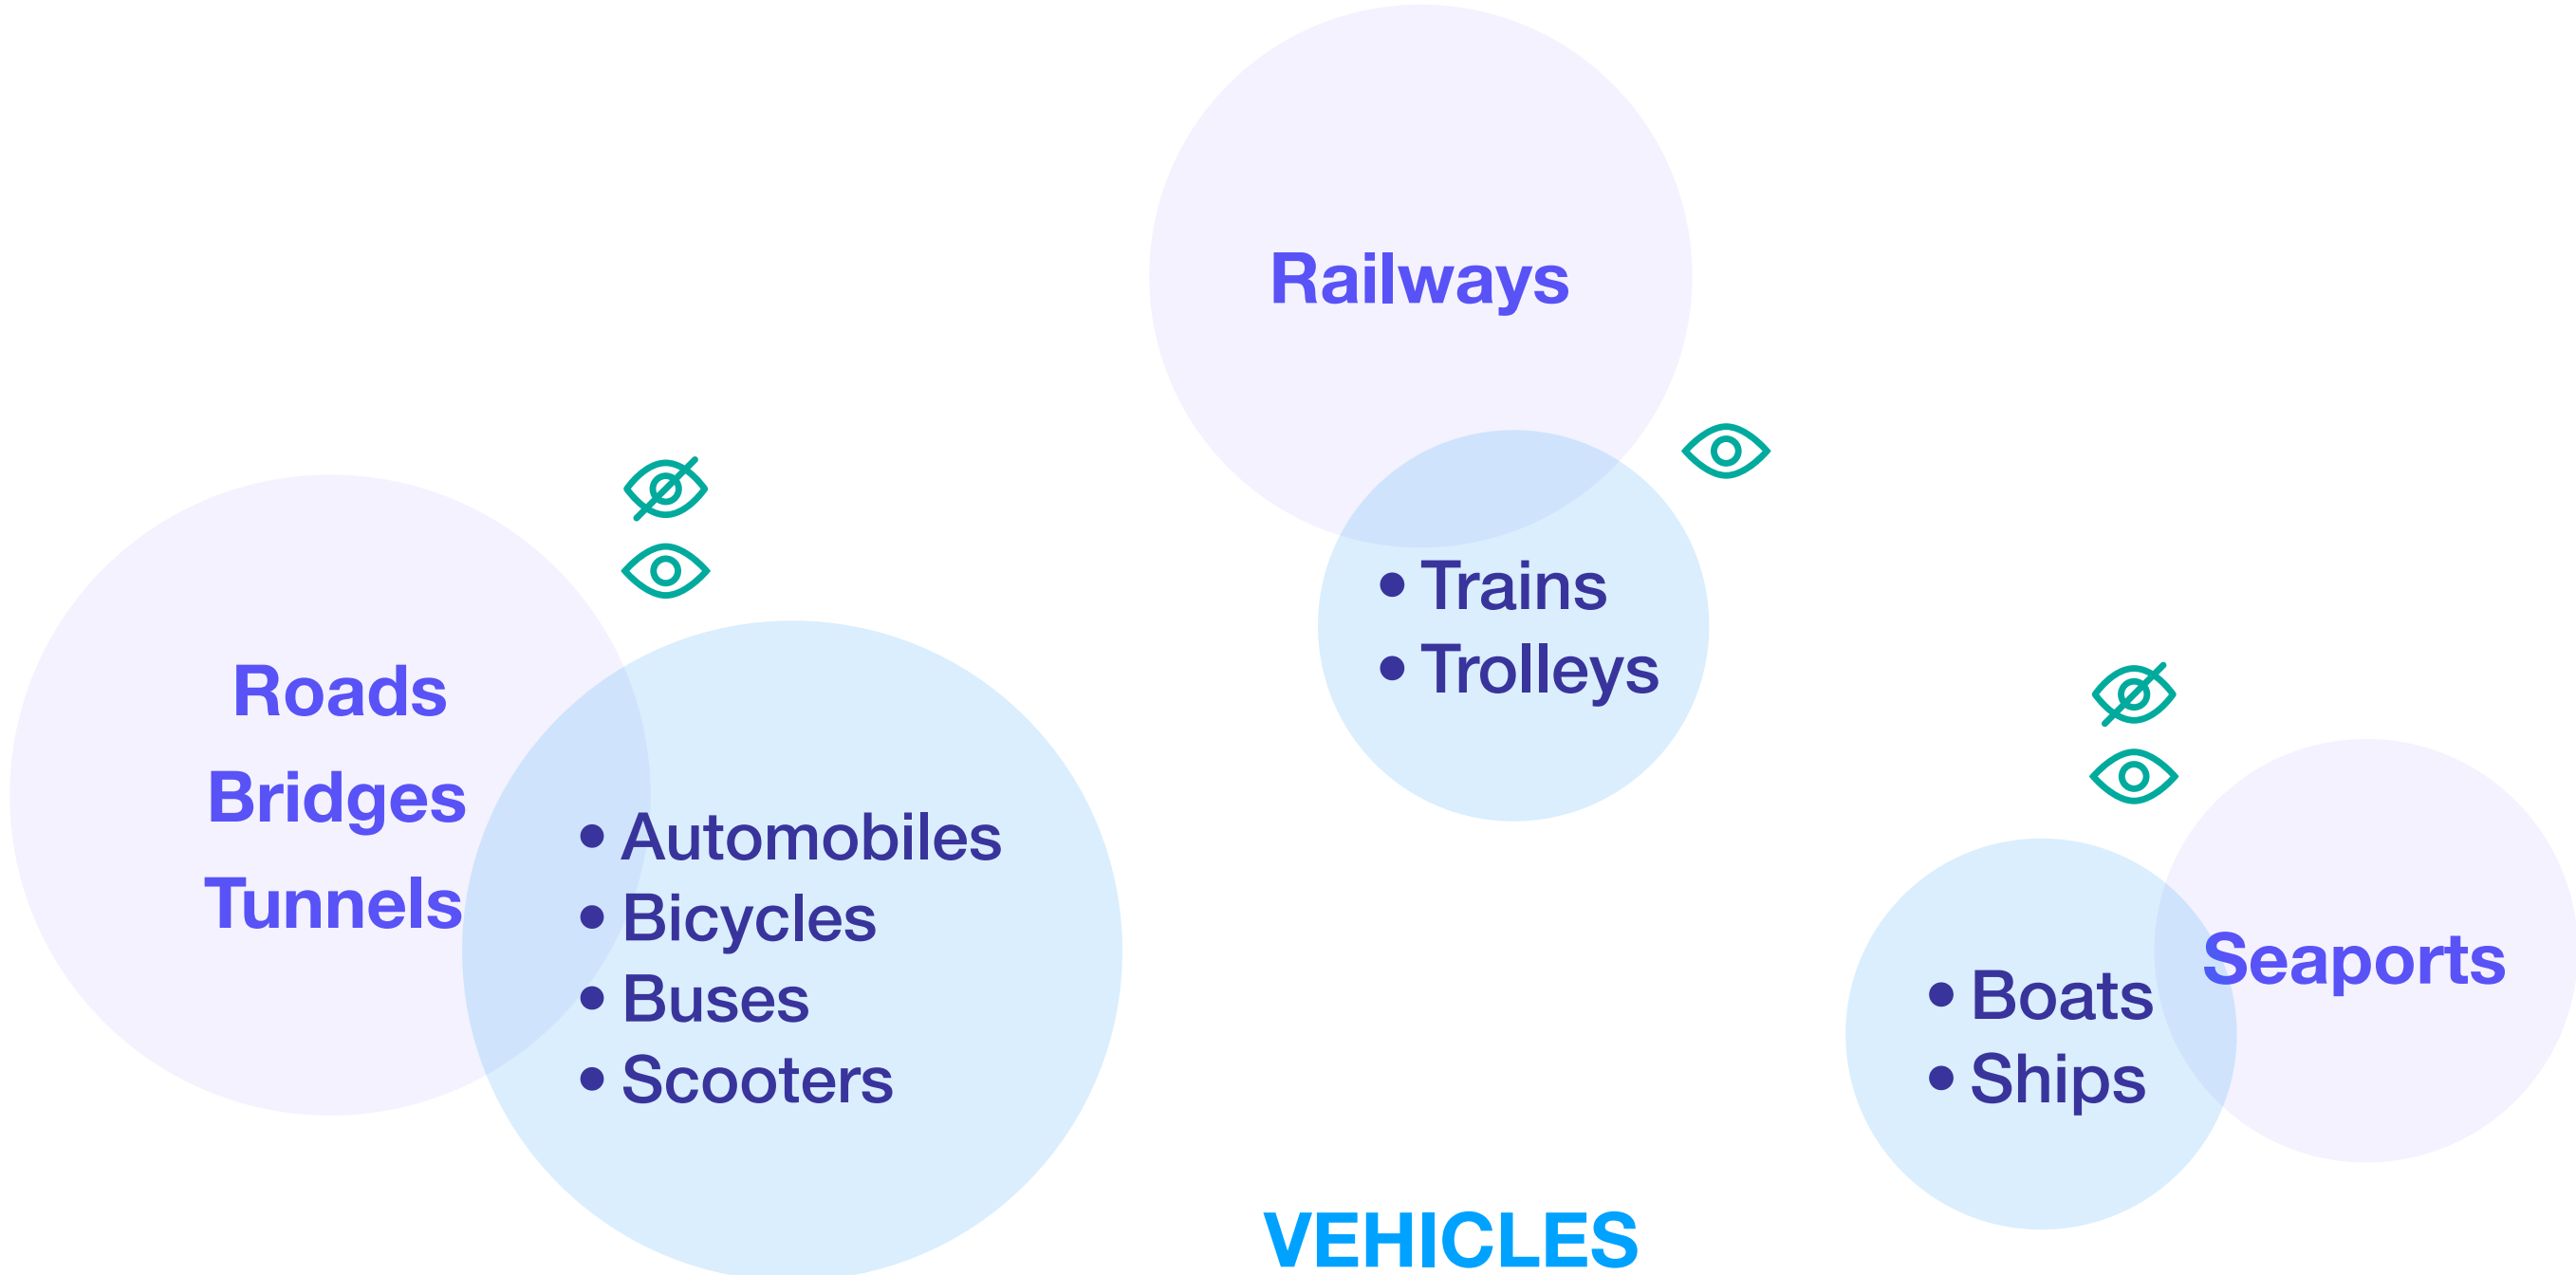 Railways
• Trains
• Trolleys
Roads
Bridges
Tunnels
• Automobiles
• Bicycles
• Buses
• Scooters
Seaports
• Boats
• Ships
VEHICLES